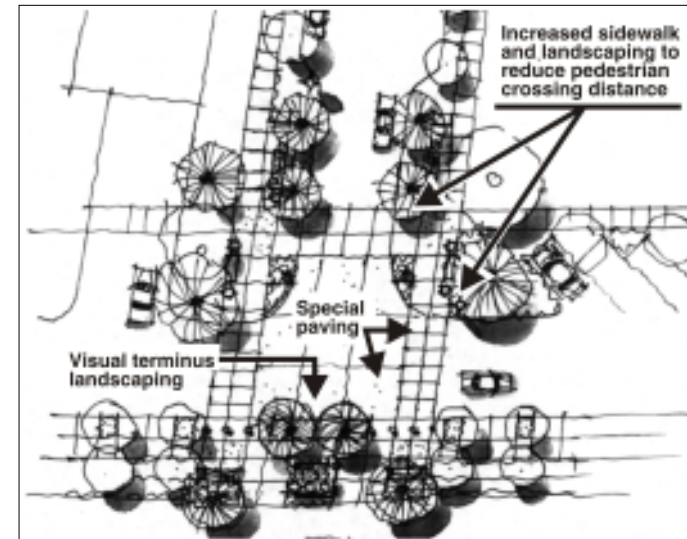 Increased sidewalk
and landscaping to
reduce pedestrian
crossing distance
Special
paving
Visual terminus
landscaping